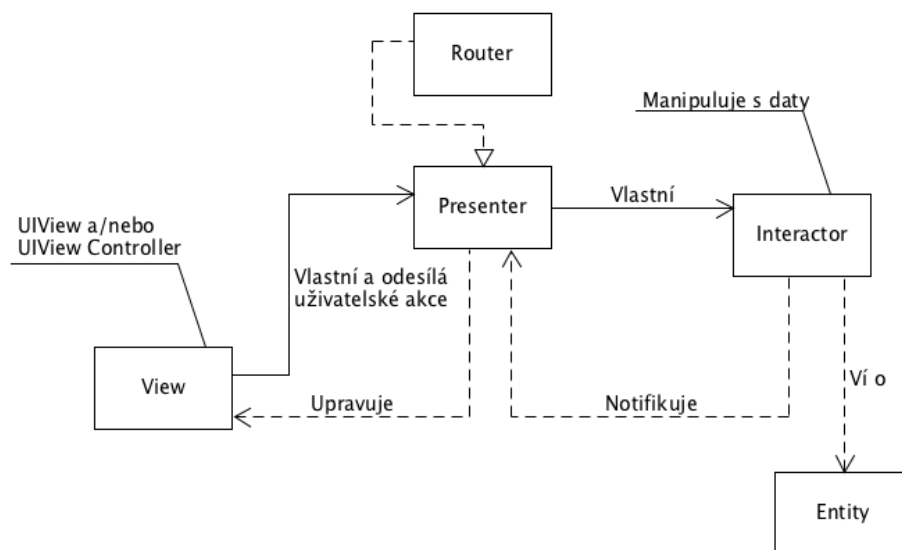 Router
Manipuluje s daty
Presenter
Vlastní
Interactor
UIView a/nebo
UIView Controller
Vlastní a odesílá
uživatelské akce
View
Upravuje
Notifikuje
Ví o
Entity